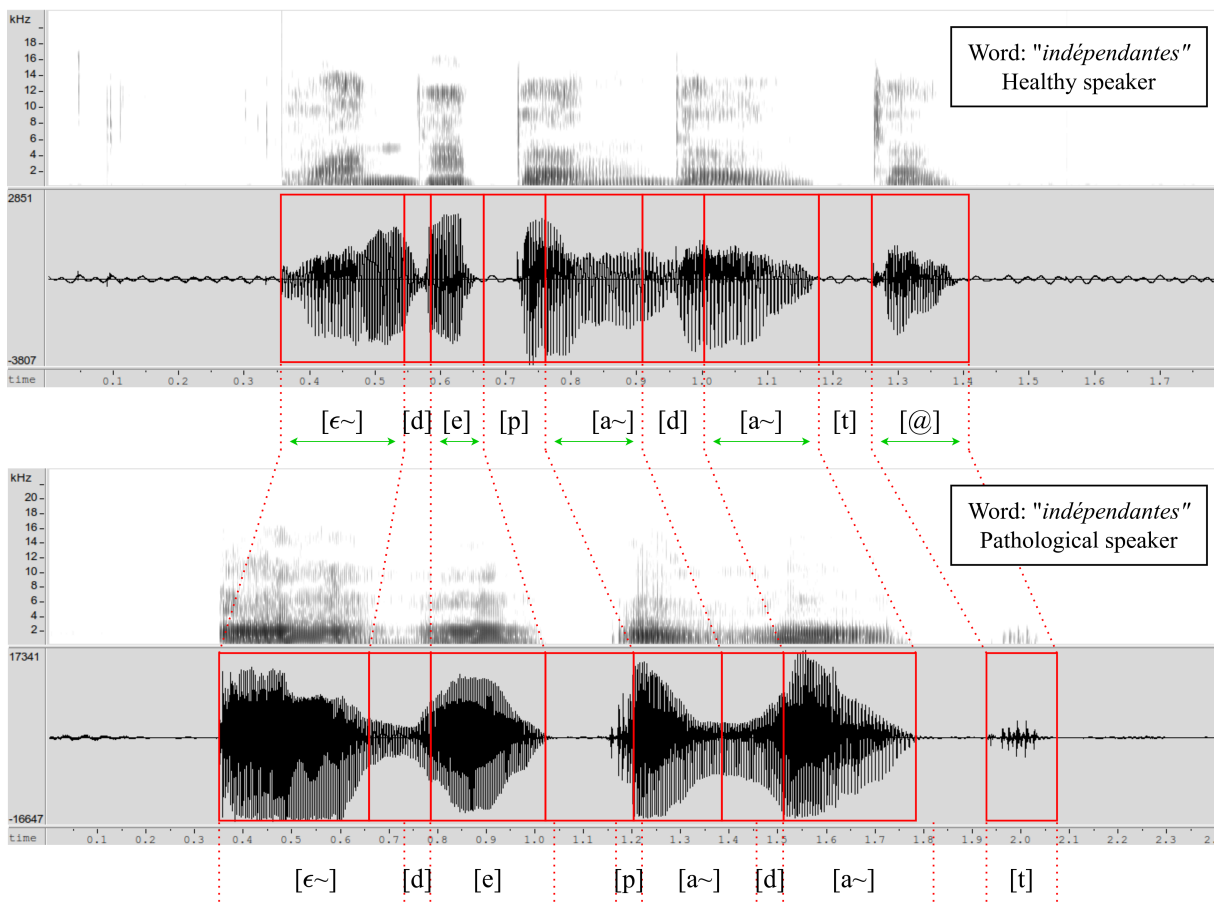 kHz
18
16
14
12
10
8
6
4
2
Word: "indépendantes"
Healthy speaker
2851
-3807
time 0.1 0.2 0.3 0.4 0.5 0.6 0.7 0.8 0.9 1.0 1.1 1.2 1.3 1.4 1.5 1.6 1.7
[ϵ~] [d] [e] [p] [a~] [d] [a~] [t] [@]
kHz
20
18
16
14
12
10
8
6
4
2
Word: "indépendantes"
Pathological speaker
17341
-16647
time 0.1 0.2 0.3 0.4 0.5 0.6 0.7 0.8 0.9 1.0 1.1 1.2 1.3 1.4 1.5 1.6 1.7 1.8 1.9 2.0 2.1 2.2 2.3
[ϵ~] [d] [e] [p] [a~] [d] [a~] [t]